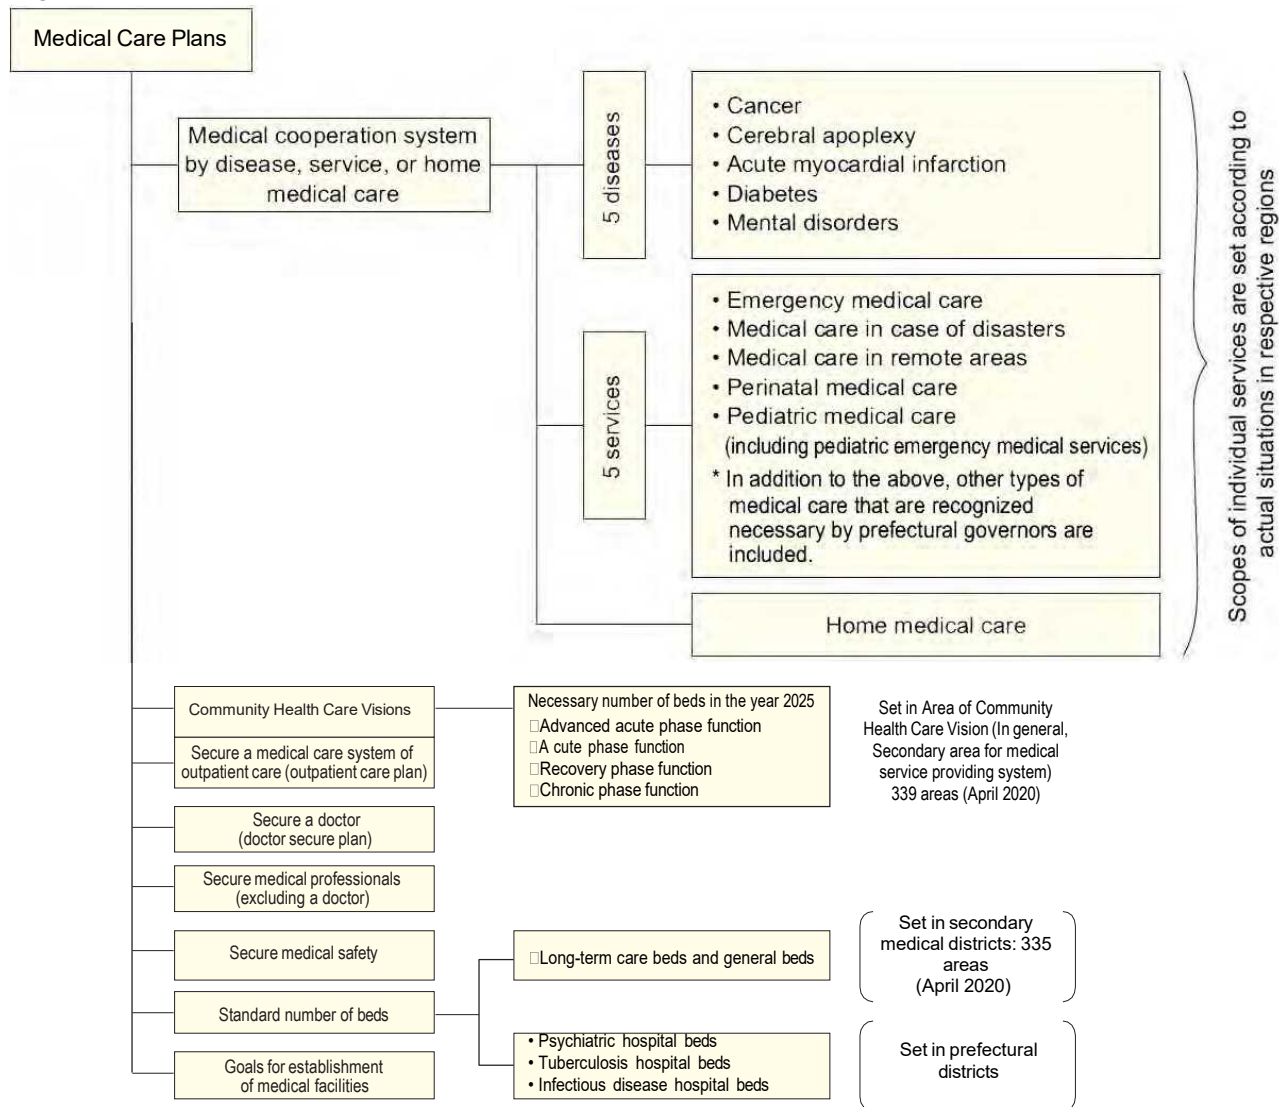 Medical Care Plans
Medical cooperation system
by disease, service, or home
medical care
5 diseases
• Cancer
• Cerebral apoplexy
• Acute myocardial infarction
• Diabetes
• Mental disorders
5 services
• Emergency medical care
• Medical care in case of disasters
• Medical care in remote areas
• Perinatal medical care
• Pediatric medical care
(including pediatric emergency medical services)
* In addition to the above, other types of
medical care that are recognized
necessary by prefectural governors are
included.
Home medical care
Scopes of individual services are set according to
actual situations in respective regions
Community Health Care Visions
Necessary number of beds in the year 2025
□Advanced acute phase function
□A cute phase function
□Recovery phase function
□Chronic phase function
Set in Area of Community
Health Care Vision (In general,
Secondary area for medical
service providing system)
339 areas (April 2020)
Secure a medical care system of
outpatient care (outpatient care plan)
Secure a doctor
(doctor secure plan)
Secure medical professionals
(excluding a doctor)
Secure medical safety
Standard number of beds
□Long-term care beds and general beds
Set in secondary
medical districts: 335
areas
(April 2020)
• Psychiatric hospital beds
• Tuberculosis hospital beds
• Infectious disease hospital beds
Set in prefectural
districts
Goals for establishment
of medical facilities